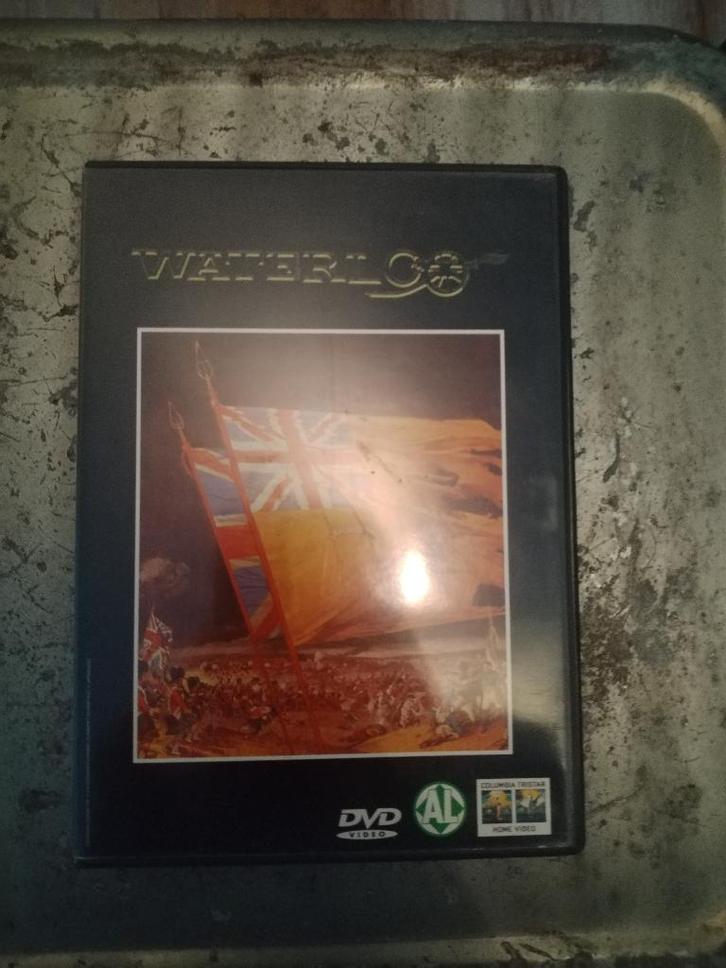 WATERLOO
DVD
VIDEO
AL
COLUMBIA TRISTAR
HOME VIDEO